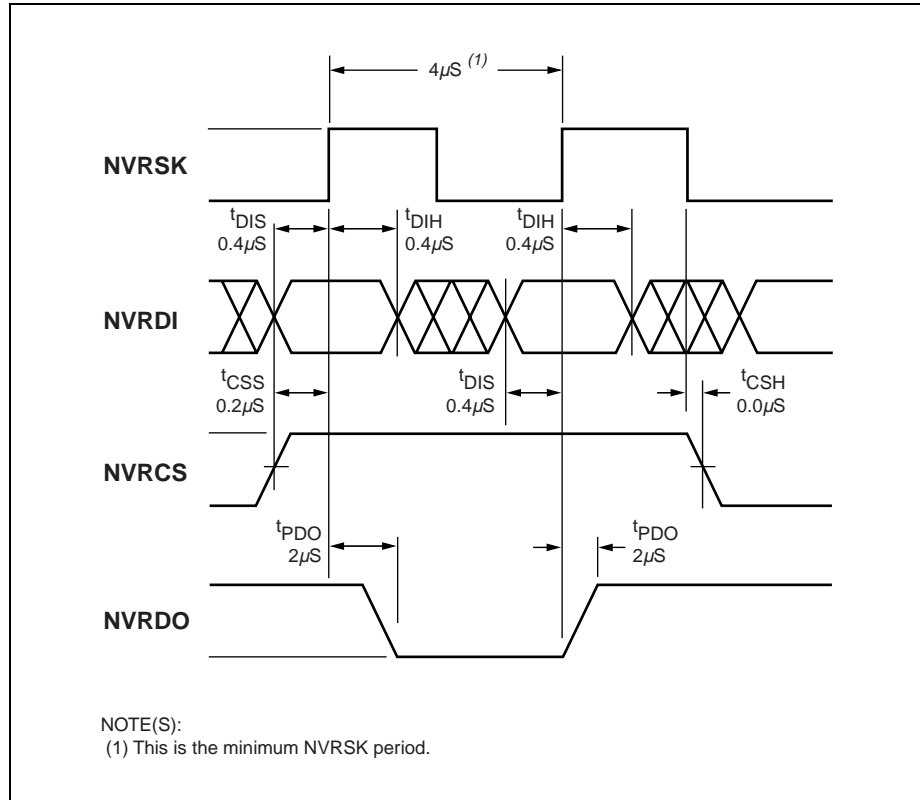 4µS (1)
NVRSK
tDIS
0.4µS
tDIH
0.4µS
tDIH
0.4µS
NVRDI
tCSS
0.2µS
tDIS
0.4µS
tCSH
0.0µS
NVRCS
tPDO
2µS
tPDO
2µS
NVRDO
NOTE(S):
(1) This is the minimum NVRSK period.